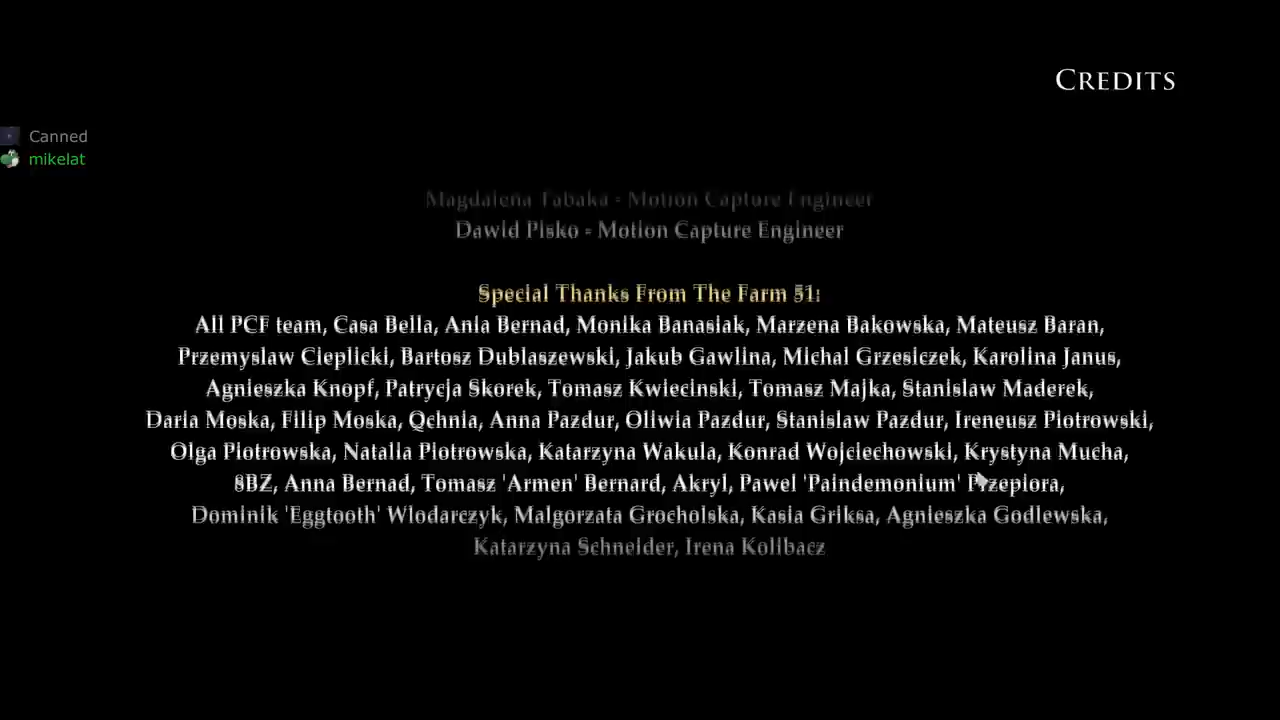 Credits
Canned
mikelat
Magdalena Tabaka - Motion Capture Engineer
Dawid Pisko - Motion Capture Engineer
Special Thanks From The Farm 51:
All PCF team, Casa Bella, Ania Bernad, Monika Banasiak, Marzena Bakowska, Mateusz Baran,
Przemyslaw Cieplicki, Bartosz Dublaszewski, Jakub Gawlina, Michal Grzesiczek, Karolina Janus,
Agnieszka Knopf, Patrycja Skorek, Tomasz Kwiecinski, Tomasz Majka, Stanislaw Maderek,
Daria Moska, Filip Moska, Qchnia, Anna Pazdur, Oliwia Pazdur, Stanislaw Pazdur, Ireneusz Piotrowski,
Olga Piotrowska, Natalia Piotrowska, Katarzyna Wakula, Konrad Wojciechowski, Krystyna Mucha,
8BZ, Anna Bernad, Tomasz 'Armen' Bernard, Akryl, Pawel 'Paindemonium' Przepiora,
Dominik 'Eggtooth' Wlodarczyk, Malgorzata Grocholska, Kasia Griksa, Agnieszka Godlewska,
Katarzyna Schneider, Irena Kolibacz